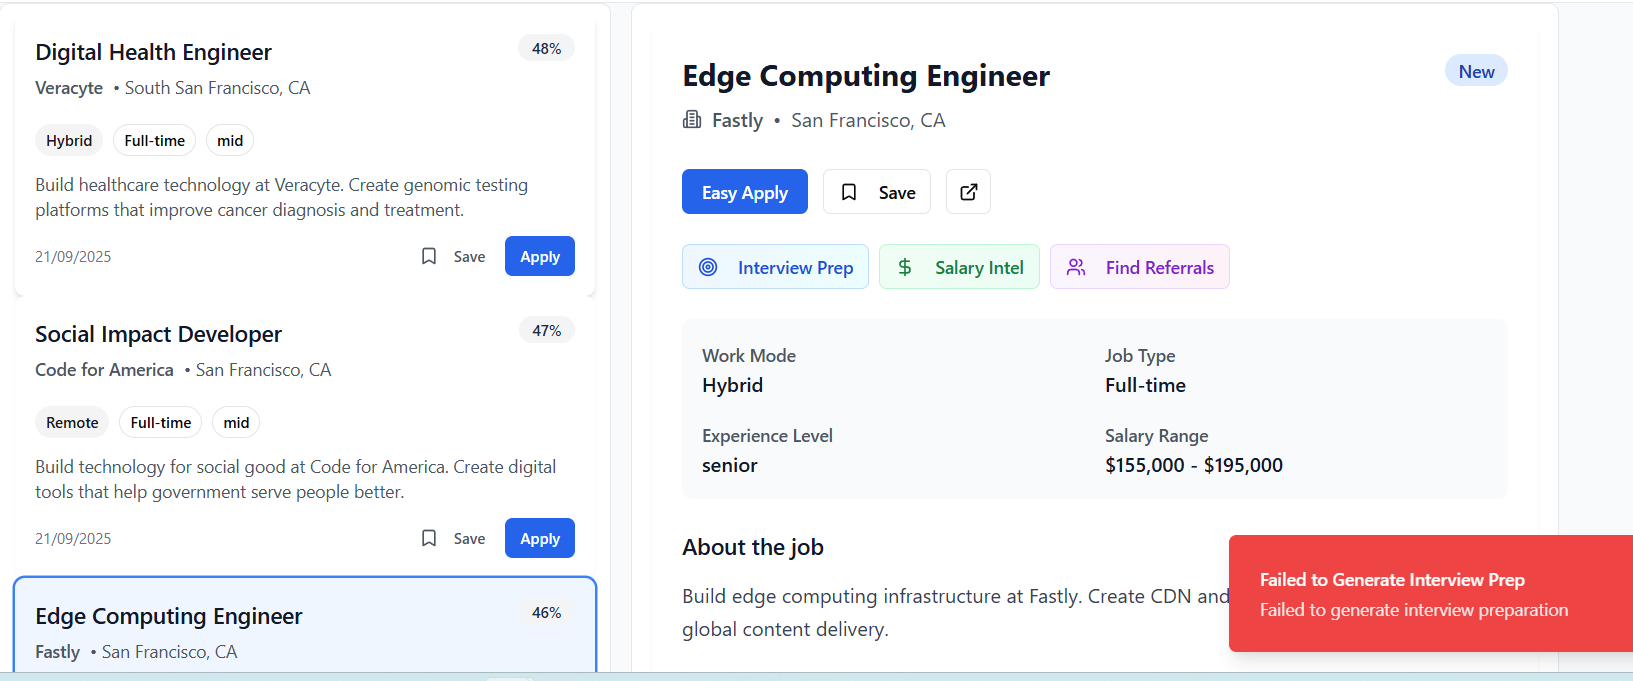 Digital Health Engineer
48%
Veracyte • South San Francisco, CA
Hybrid
Full-time
mid
Build healthcare technology at Veracyte. Create genomic testing
platforms that improve cancer diagnosis and treatment.
21/09/2025
Save
Apply
Social Impact Developer
47%
Code for America • San Francisco, CA
Remote
Full-time
mid
Build technology for social good at Code for America. Create digital
tools that help government serve people better.
21/09/2025
Save
Apply
Edge Computing Engineer
46%
Fastly • San Francisco, CA
Edge Computing Engineer
New
Fastly • San Francisco, CA
Easy Apply
Save
Interview Prep
Salary Intel
Find Referrals
Work Mode
Hybrid
Job Type
Full-time
Experience Level
senior
Salary Range
$155,000 - $195,000
About the job
Build edge computing infrastructure at Fastly. Create CDN and
global content delivery.
Failed to Generate Interview Prep
Failed to generate interview preparation